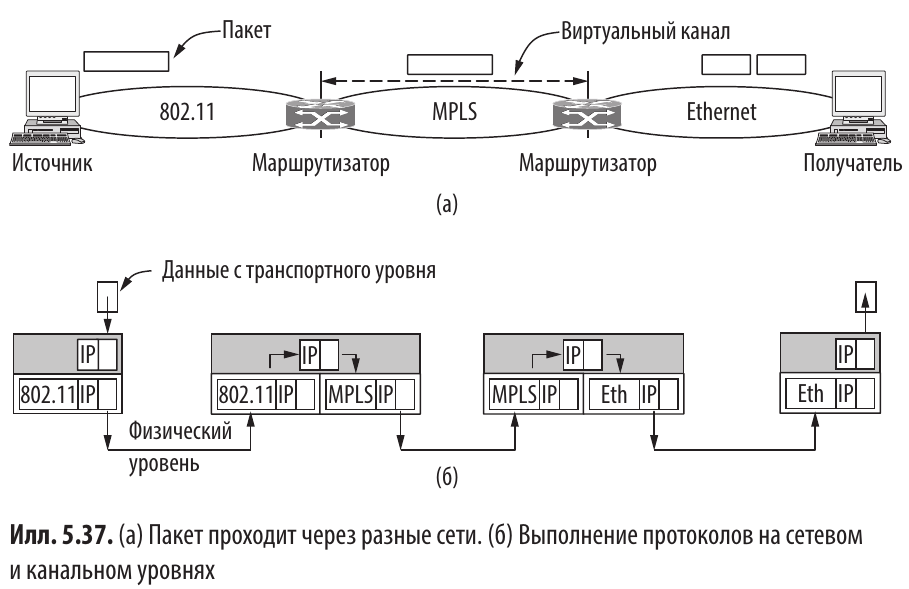 Пакет
Виртуальный канал
802.11
MPLS
Ethernet
Источник
Маршрутизатор
Маршрутизатор
Получатель
(а)
Данные с транспортного уровня
IP
IP
IP
IP
802.11 IP
802.11 IP
MPLS IP
MPLS IP
Eth IP
Eth IP
Физический
уровень
(б)
Илл. 5.37. (а) Пакет проходит через разные сети. (б) Выполнение протоколов на сетевом
и канальном уровнях